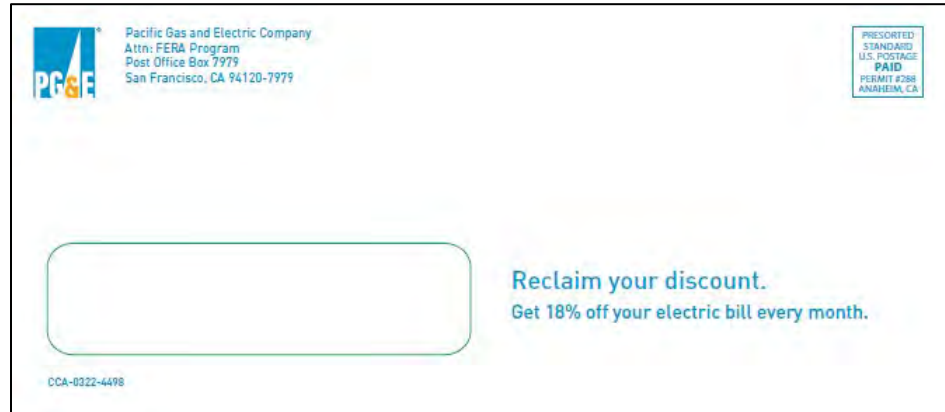 PG&E
Pacific Gas and Electric Company
Attn: FERA Program
Post Office Box 7979
San Francisco, CA 94120-7979
PRESORTED
STANDARD
U.S. POSTAGE
PAID
PERMIT #288
ANAHEIM, CA
Reclaim your discount.
Get 18% off your electric bill every month.
CCA-0322-4498